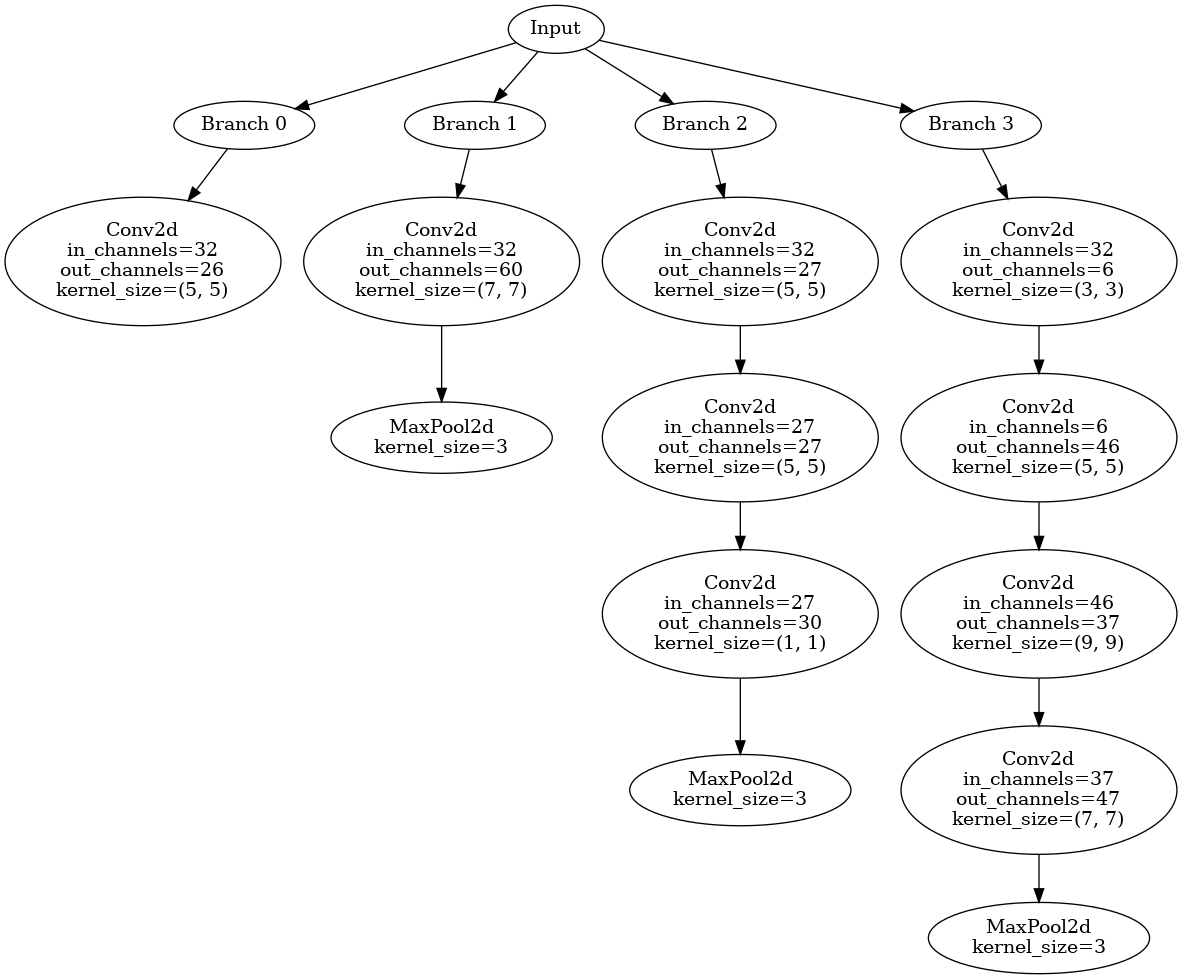 Input
Branch 0
Branch 1
Branch 2
Branch 3
Conv2d
in_channels=32
out_channels=26
kernel_size=(5, 5)
Conv2d
in_channels=32
out_channels=60
kernel_size=(7, 7)
Conv2d
in_channels=32
out_channels=27
kernel_size=(5, 5)
Conv2d
in_channels=32
out_channels=6
kernel_size=(3, 3)
MaxPool2d
kernel_size=3
Conv2d
in_channels=27
out_channels=27
kernel_size=(5, 5)
Conv2d
in_channels=6
out_channels=46
kernel_size=(5, 5)
Conv2d
in_channels=27
out_channels=30
kernel_size=(1, 1)
Conv2d
in_channels=46
out_channels=37
kernel_size=(9, 9)
MaxPool2d
kernel_size=3
Conv2d
in_channels=37
out_channels=47
kernel_size=(7, 7)
MaxPool2d
kernel_size=3